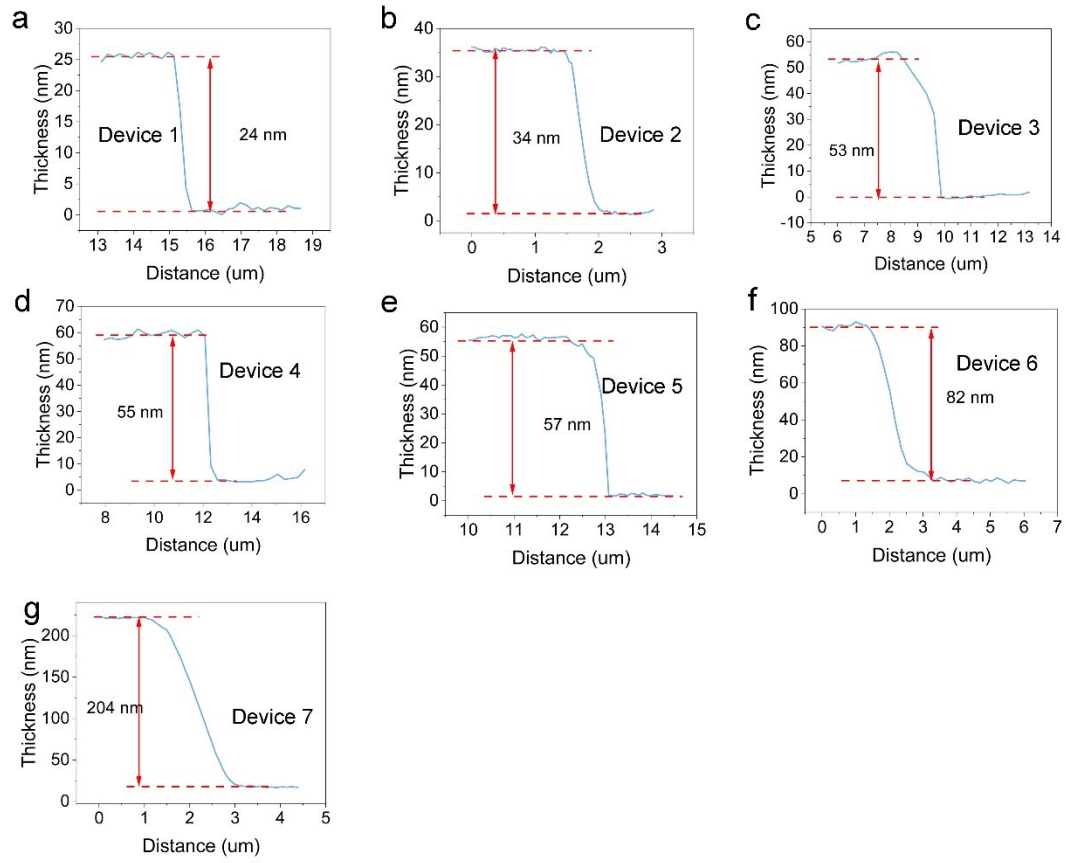 a
Thickness (nm)
30
25
20
15
10
5
0
Device 1
24 nm
13 14 15 16 17 18 19
Distance (um)
b
Thickness (nm)
40
30
20
10
0
34 nm
Device 2
0 1 2 3
Distance (um)
c
Thickness (nm)
60
50
40
30
20
10
0
-10
53 nm
Device 3
5 6 7 8 9 10 11 12 13 14
Distance (um)
d
Thickness (nm)
70
60
50
40
30
20
10
0
55 nm
Device 4
8 10 12 14 16
Distance (um)
e
Thickness (nm)
60
50
40
30
20
10
0
57 nm
Device 5
10 11 12 13 14 15
Distance (um)
f
Thickness (nm)
100
80
60
40
20
0
Device 6
82 nm
0 1 2 3 4 5 6 7
Distance (um)
g
Thickness (nm)
200
150
100
50
0
204 nm
Device 7
0 1 2 3 4 5
Distance (um)